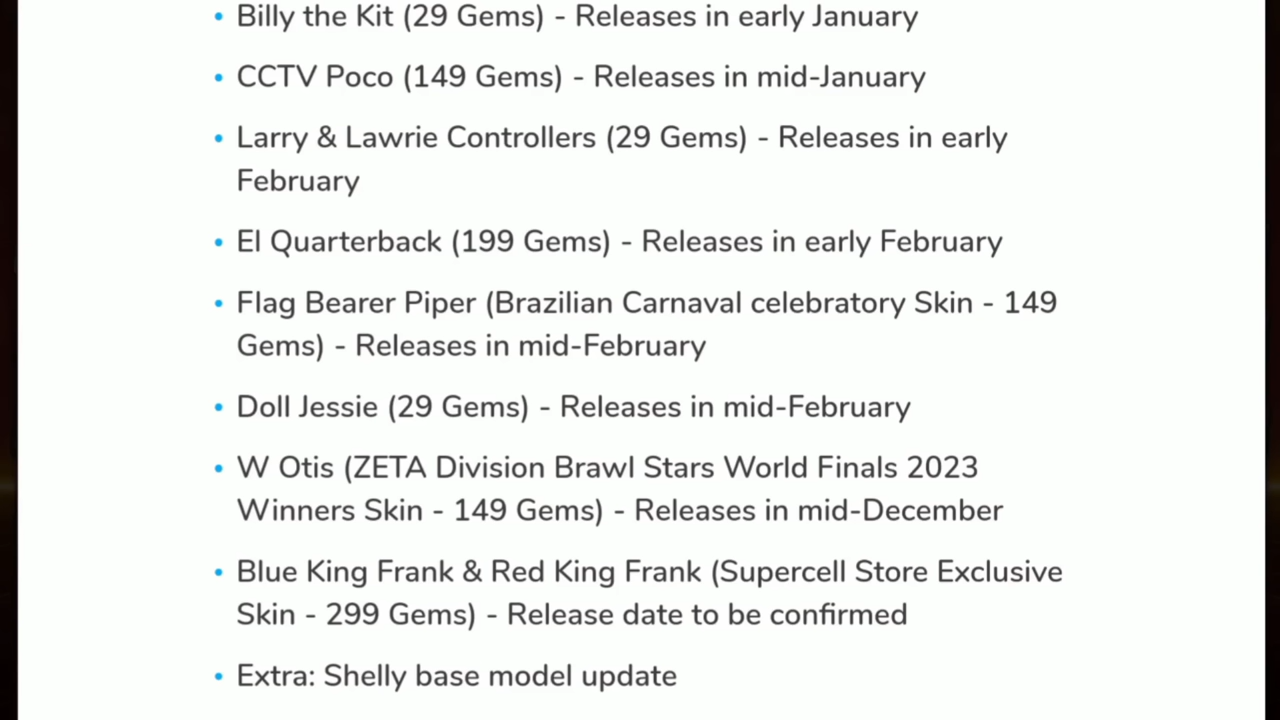 • Billy the Kit (29 Gems) - Releases in early January
• CCTV Poco (149 Gems) - Releases in mid-January
• Larry & Lawrie Controllers (29 Gems) - Releases in early
February
• El Quarterback (199 Gems) - Releases in early February
• Flag Bearer Piper (Brazilian Carnaval celebratory Skin - 149
Gems) - Releases in mid-February
• Doll Jessie (29 Gems) - Releases in mid-February
• W Otis (ZETA Division Brawl Stars World Finals 2023
Winners Skin - 149 Gems) - Releases in mid-December
• Blue King Frank & Red King Frank (Supercell Store Exclusive
Skin - 299 Gems) - Release date to be confirmed
• Extra: Shelly base model update